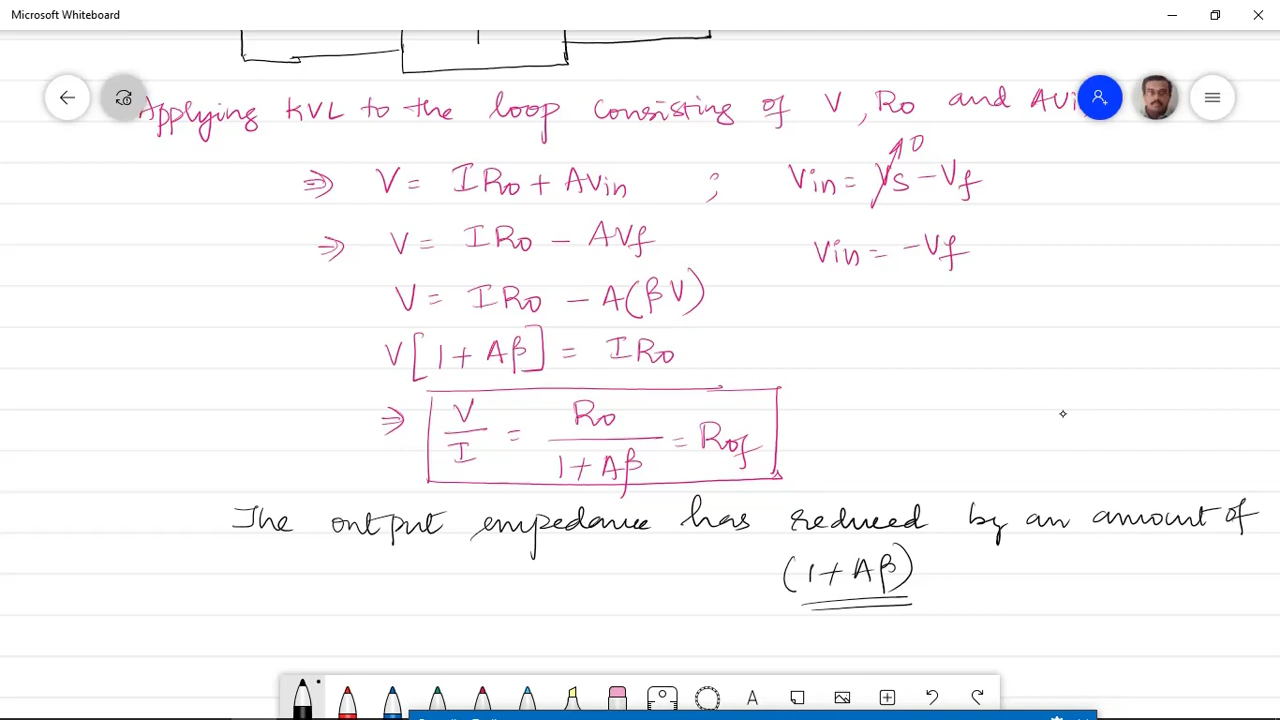 Microsoft Whiteboard
Applying KVL to the loop consisting of V, Ro and AVi
⇒ V = IRo + AVin ; Vin = Vs - Vf
0
⇒ V = IRo - AVf
Vin = -Vf
V = IRo - A(βV)
V[1 + Aβ] = IRo
⇒ V/I = Ro/(1 + Aβ) = Rof
The output impedance has reduced by an amount of
(1 + Aβ)
A